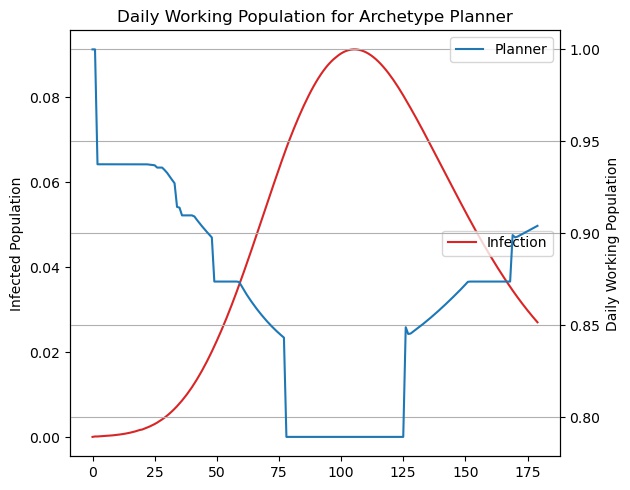 Daily Working Population for Archetype Planner
Planner
Infection
Infected Population
Daily Working Population
0.08
0.06
0.04
0.02
0.00
1.00
0.95
0.90
0.85
0.80
0 25 50 75 100 125 150 175